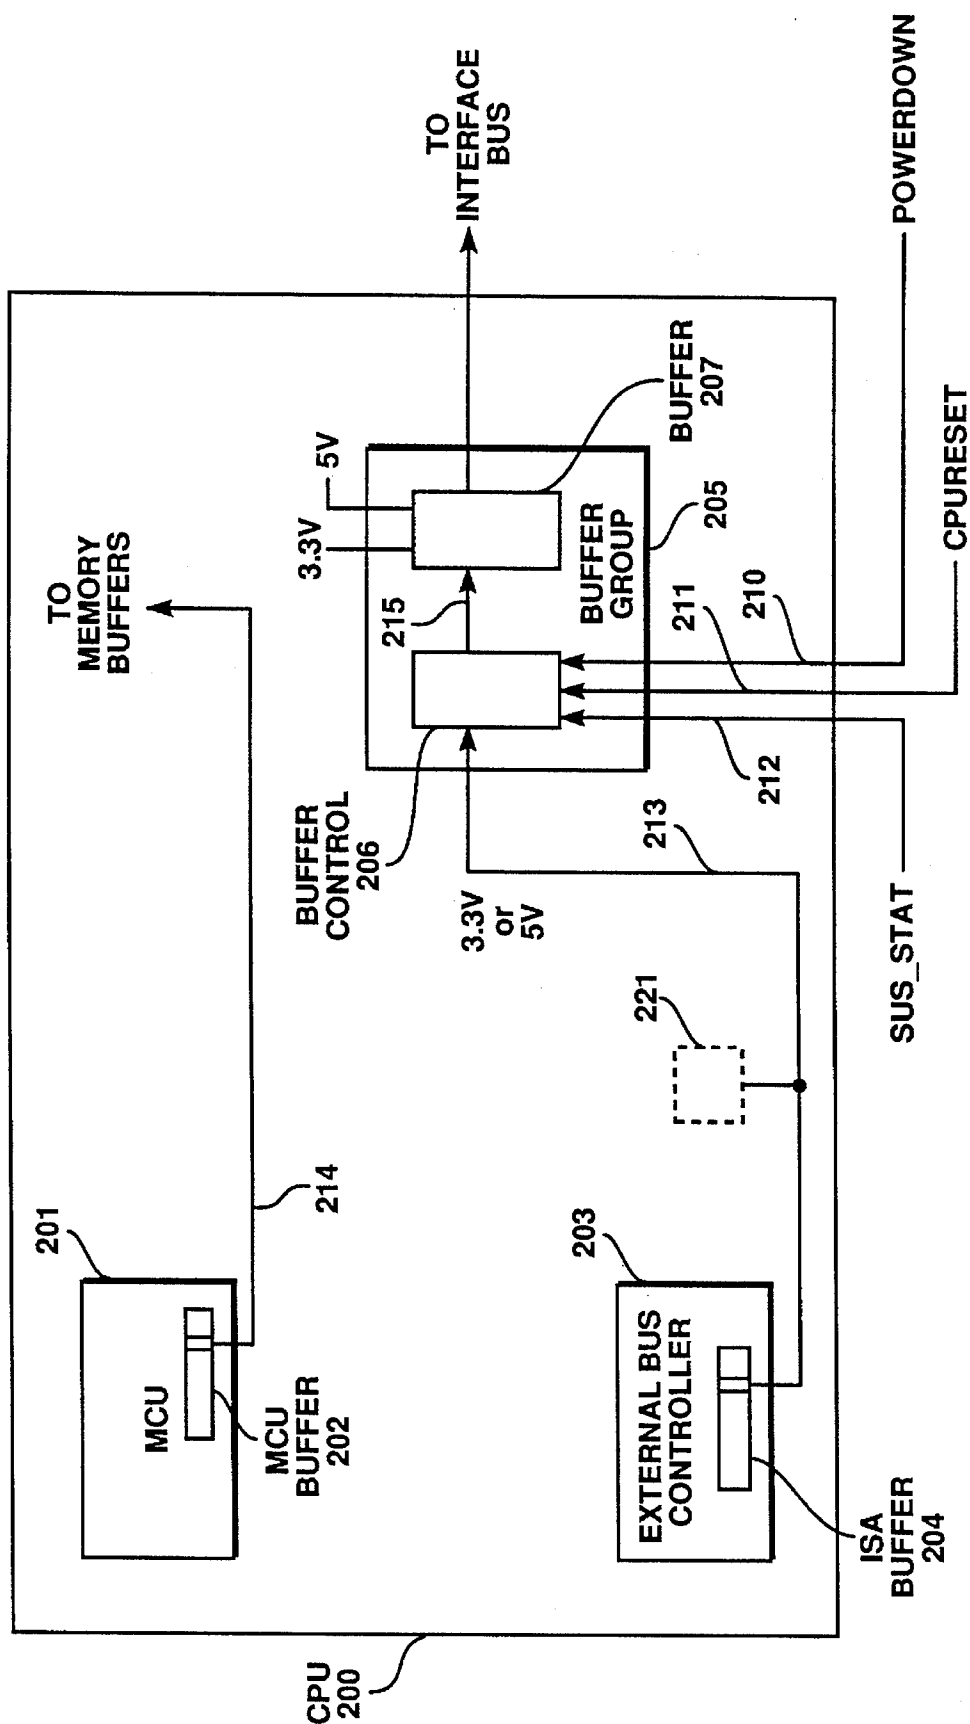 CPU
200
201
MCU
MCU
BUFFER
202
214
TO
MEMORY
BUFFERS
203
EXTERNAL BUS
CONTROLLER
ISA
BUFFER
204
221
213
3.3V
or
5V
BUFFER
CONTROL
206
215
3.3V
5V
BUFFER
GROUP
205
BUFFER
207
TO
INTERFACE
BUS
212
211
210
SUS_STAT
CPURESET
POWERDOWN